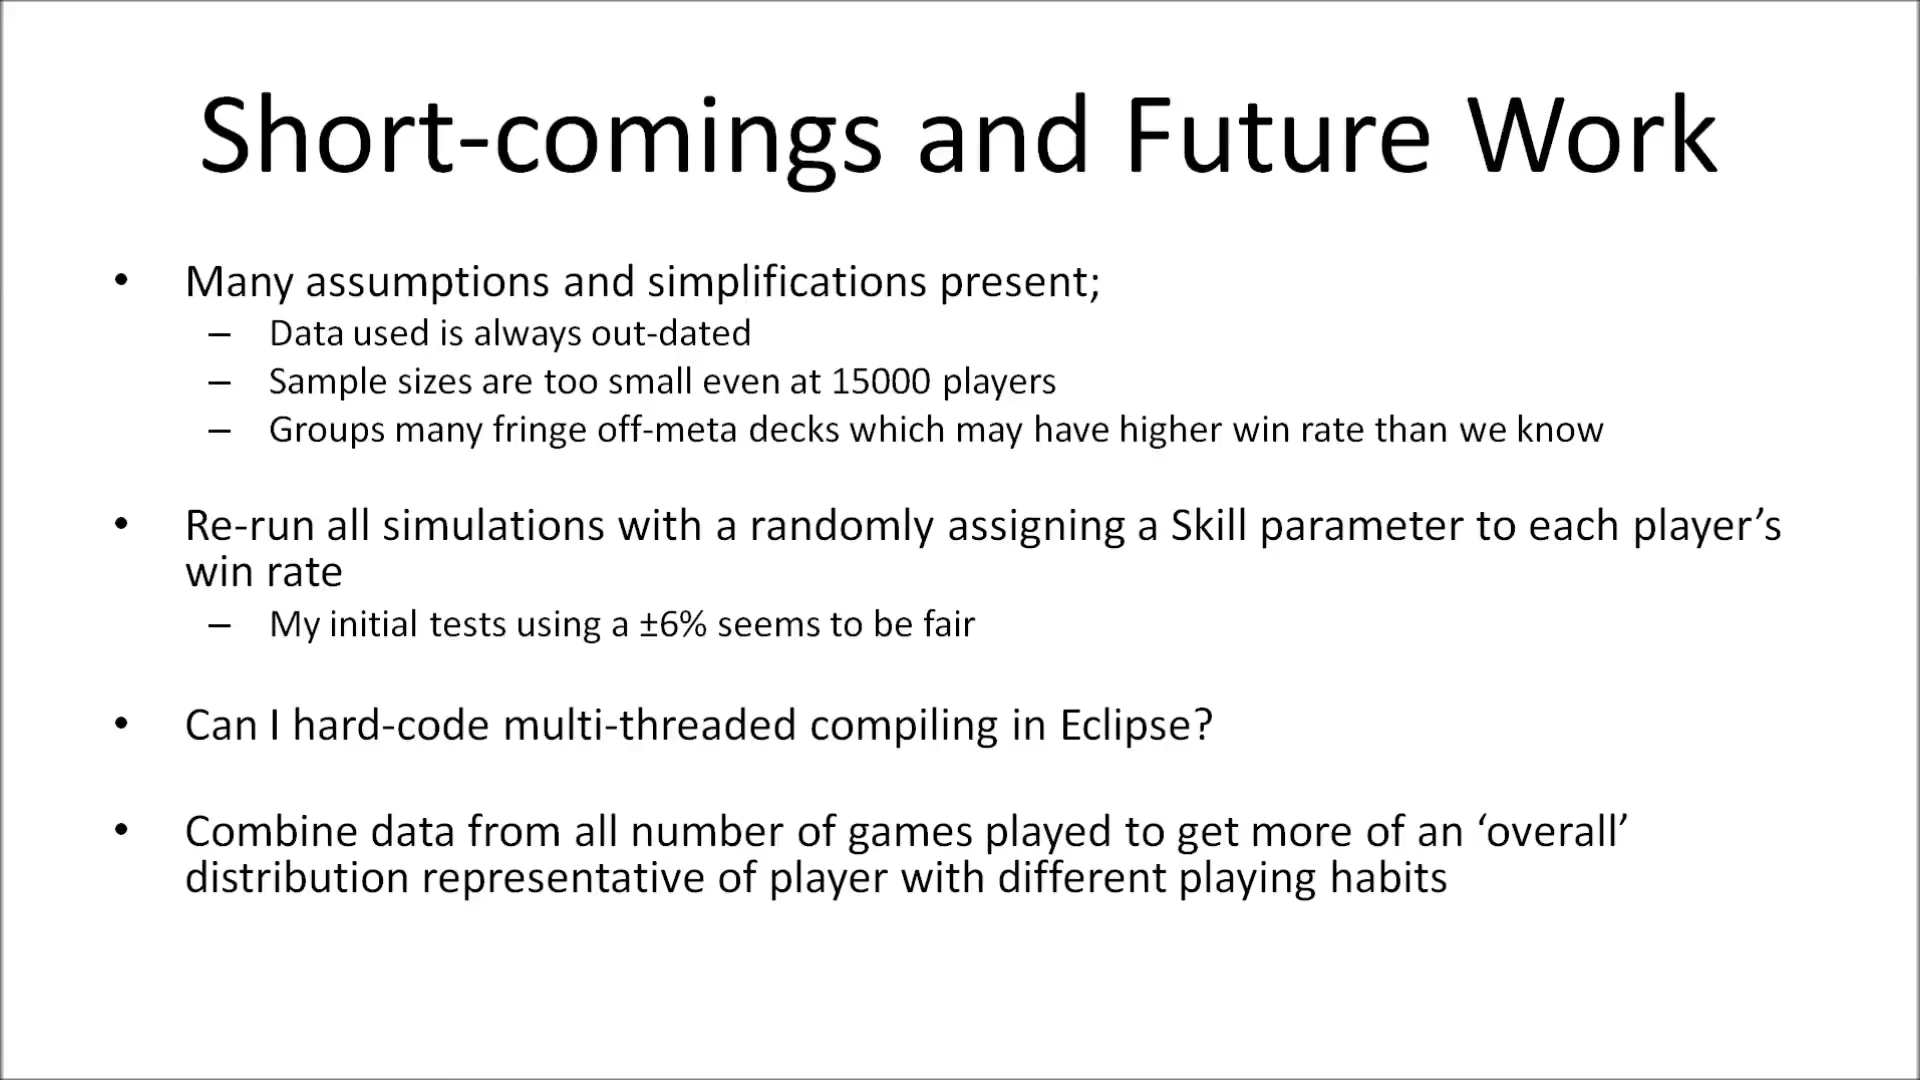 Short-comings and Future Work
• Many assumptions and simplifications present;
– Data used is always out-dated
– Sample sizes are too small even at 15000 players
– Groups many fringe off-meta decks which may have higher win rate than we know
• Re-run all simulations with a randomly assigning a Skill parameter to each player’s
win rate
– My initial tests using a ±6% seems to be fair
• Can I hard-code multi-threaded compiling in Eclipse?
• Combine data from all number of games played to get more of an ‘overall’
distribution representative of player with different playing habits